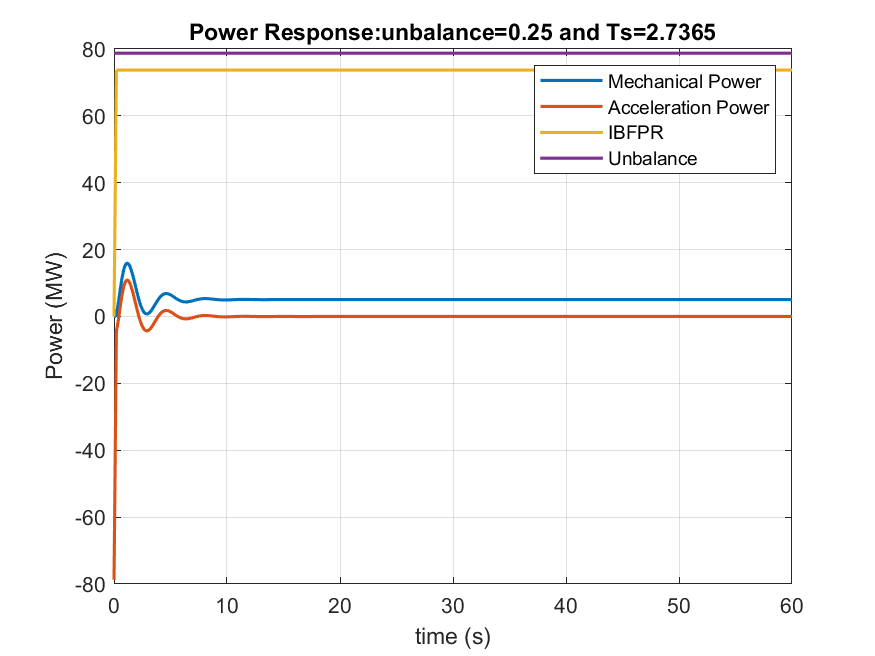 Power Response:unbalance=0.25 and Ts=2.7365
80
60
40
20
0
-20
-40
-60
-80
Power (MW)
Mechanical Power
Acceleration Power
IBFPR
Unbalance
0 10 20 30 40 50 60
time (s)